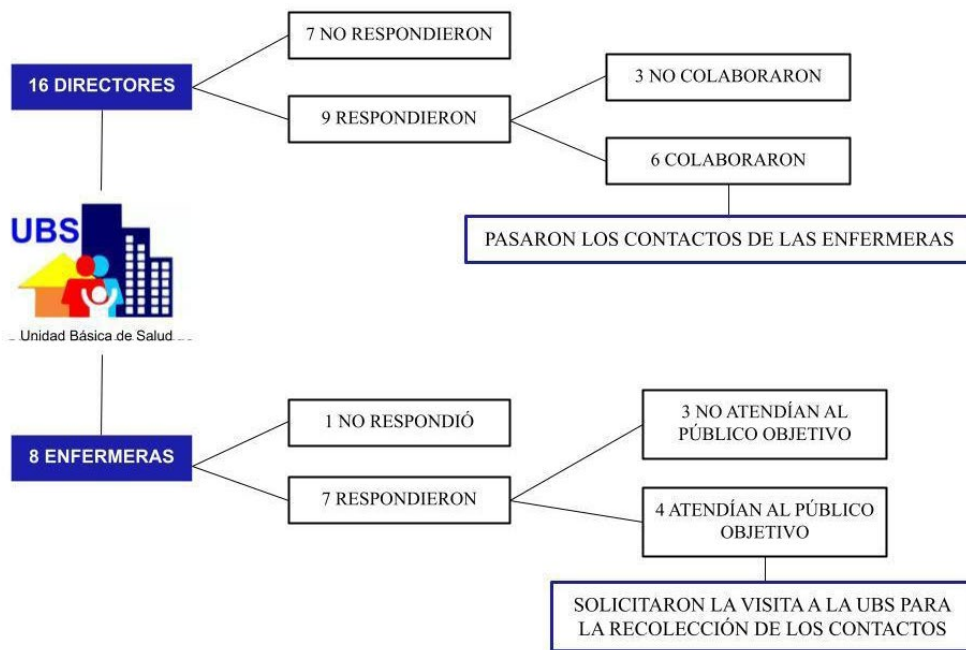 7 NO RESPONDIERON
16 DIRECTORES
3 NO COLABORARON
9 RESPONDIERON
6 COLABORARON
PASARON LOS CONTACTOS DE LAS ENFERMERAS
UBS
Unidad Básica de Salud
1 NO RESPONDIÓ
3 NO ATENDÍAN AL
PÚBLICO OBJETIVO
8 ENFERMERAS
7 RESPONDIERON
4 ATENDÍAN AL PÚBLICO
OBJETIVO
SOLICITARON LA VISITA A LA UBS PARA
LA RECOLECCIÓN DE LOS CONTACTOS